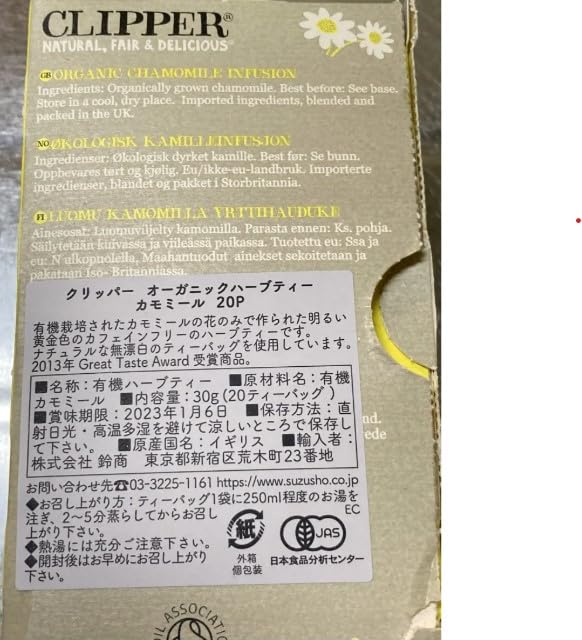 CLIPPER®
NATURAL, FAIR & DELICIOUS®
GB ORGANIC CHAMOMILE INFUSION
Ingredients: Organically grown chamomile. Best before: See base.
Store in a cool, dry place. Imported ingredients, blended and
packed in the UK.
NO ØKOLOGISK KAMILLEINFUSJON
Ingredienser: Økologisk dyrket kamille. Best før: Se bunn.
Oppbevares tørt og kjølig. Eu/ikke-eu-landbruk. Importerte
ingredienser, blandet og pakket i Storbritannia.
FI LUOMU KAMOMILLA YRTTIHAUDUKE
Ainesosat: Luomuviljelty kamomilla. Parasta ennen: Ks. pohja.
Säilytetään kuivassa ja viileässä paikassa. Tuotettu eu: Ssa ja
eu: N ulkopuolella. Maahantuodut ainekset sekoitetaan ja
pakataan Iso- Britanniassa.
クリッパー オーガニックハーブティー
カモミール 20P
有機栽培されたカモミールの花のみで作られた明るい
黄金色のカフェインフリーのハーブティーです。
ナチュラルな無漂白のティーバッグを使用しています。
2013年 Great Taste Award 受賞商品。
■名称：有機ハーブティー ■原材料名：有機
カモミール ■内容量：30g（20ティーバッグ）
■賞味期限：2023年1月6日 ■保存方法：直
射日光・高温多湿を避けて涼しいところで保存し
て下さい。 ■原産国名：イギリス ■輸入者：
株式会社 鈴商 東京都新宿区荒木町23番地
nd.
ede
お問い合わせ先☎03-3225-1161 https://www.suzusho.co.jp
◆お召し上がり方：ティーバッグ1袋に250ml程度のお湯を
注ぎ、2〜5分蒸らしてからお召し
上がり下さい。
◆熱湯には充分ご注意下さい。
◆開封後はお早めにお召し上がり
下さい。
EC
紙
外箱
個包装
JAS
日本食品分析センター
OIL ASSOCIATIO